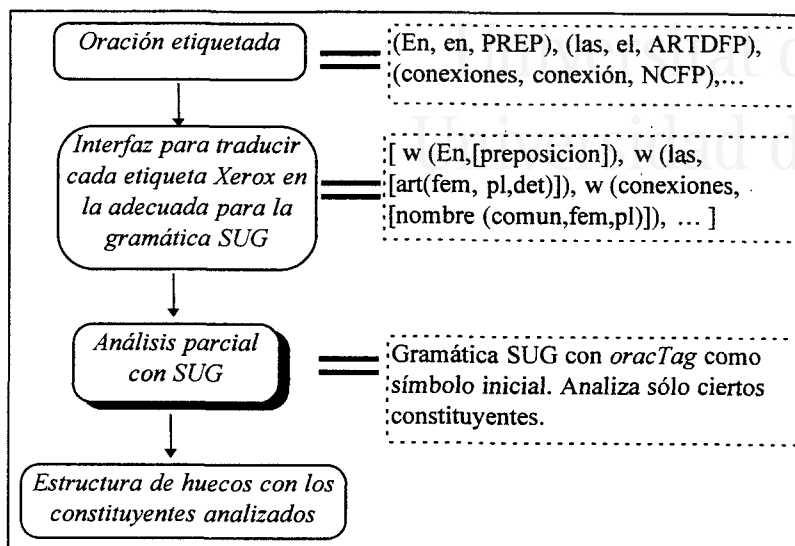 Oración etiquetada
(En, en, PREP), (las, el, ARTDFP),
(conexiones, conexión, NCFP),...
Interfaz para traducir
cada etiqueta Xerox en
la adecuada para la
gramática SUG
[ w (En,[preposicion]), w (las,
[art(fem, pl,det)]), w (conexiones,
[nombre (comun,fem,pl)]), ... ]
Análisis parcial
con SUG
Gramática SUG con oracTag como
símbolo inicial. Analiza sólo ciertos
constituyentes.
Estructura de huecos con los
constituyentes analizados
Universitat d
Universidad d